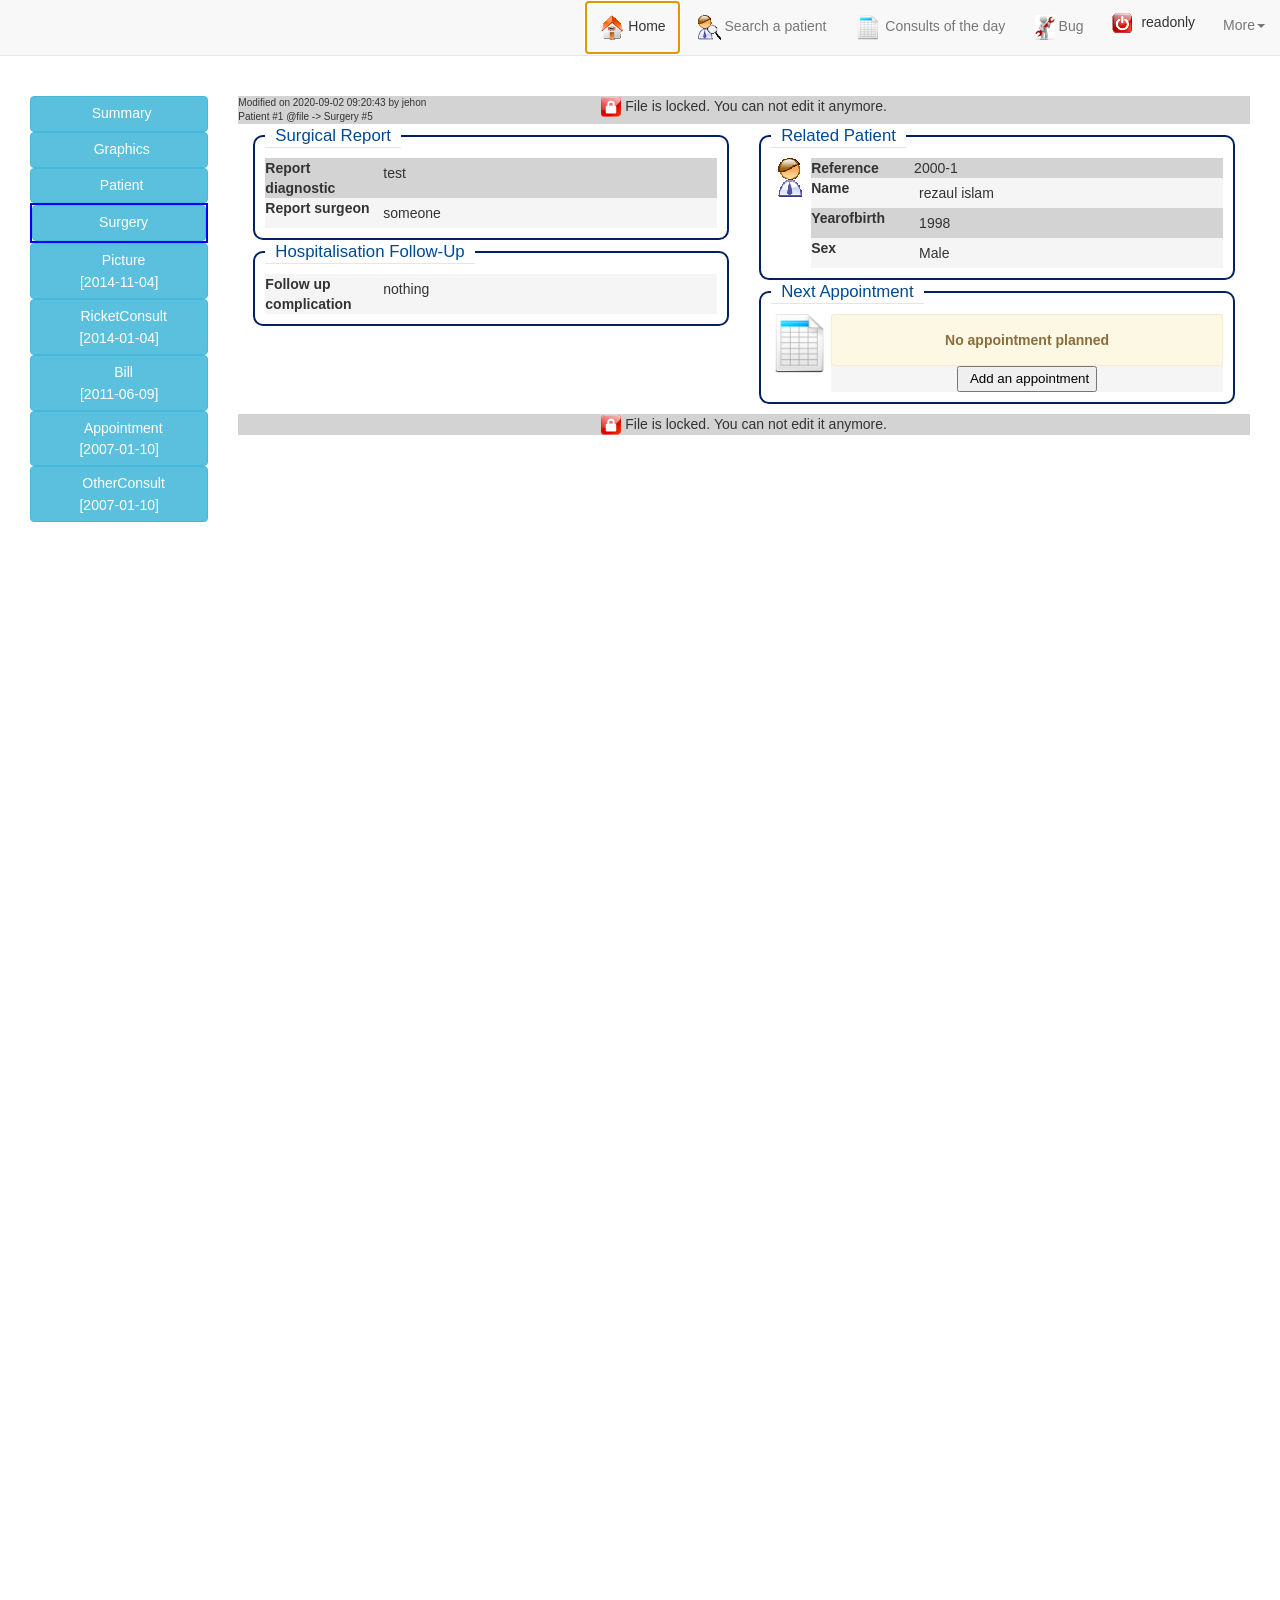 Home
Search a patient
Consults of the day
Bug
readonly
More
Summary
Graphics
Patient
Surgery
Picture
[2014-11-04]
RicketConsult
[2014-01-04]
Bill
[2011-06-09]
Appointment
[2007-01-10]
OtherConsult
[2007-01-10]
Modified on 2020-09-02 09:20:43 by jehon
Patient #1 @file -> Surgery #5
File is locked. You can not edit it anymore.
Surgical Report
Report diagnostic
test
Report surgeon
someone
Hospitalisation Follow-Up
Follow up complication
nothing
Related Patient
Reference
2000-1
Name
rezaul islam
Yearofbirth
1998
Sex
Male
Next Appointment
No appointment planned
Add an appointment
File is locked. You can not edit it anymore.